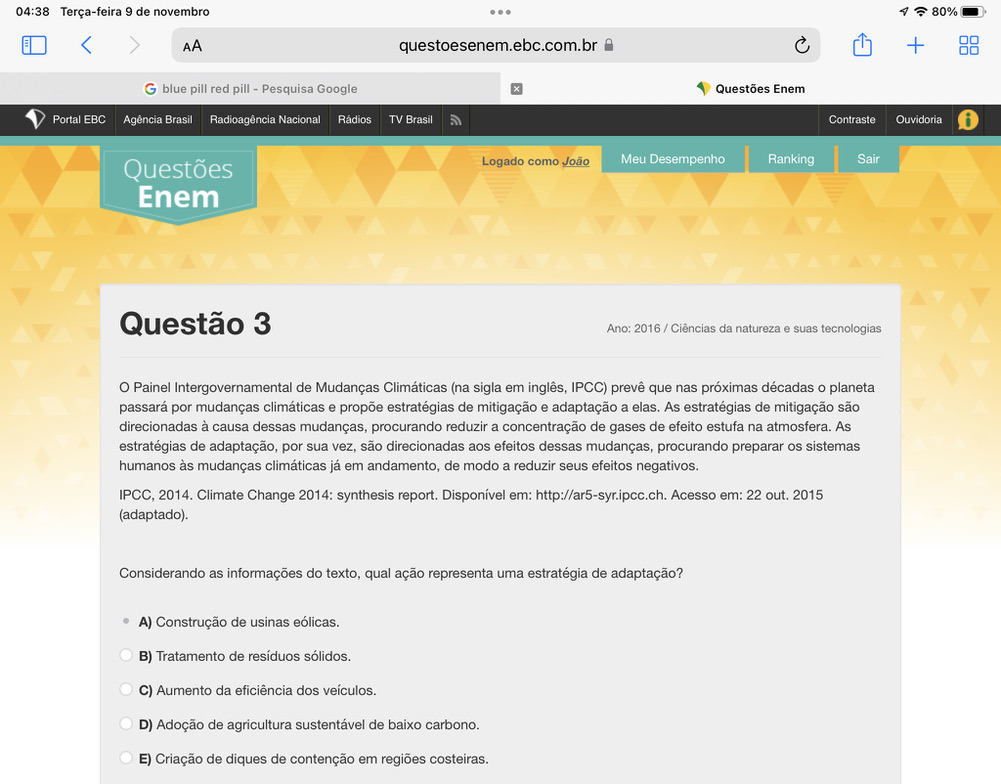 04:38 Terça-feira 9 de novembro
80%
AA
questoesenem.ebc.com.br
blue pill red pill - Pesquisa Google
Questões Enem
Portal EBC Agência Brasil Radioagência Nacional Rádios TV Brasil Contraste Ouvidoria
Questões
Enem
Logado como João Meu Desempenho Ranking Sair
Questão 3
Ano: 2016 / Ciências da natureza e suas tecnologias
O Painel Intergovernamental de Mudanças Climáticas (na sigla em inglês, IPCC) prevê que nas próximas décadas o planeta
passará por mudanças climáticas e propõe estratégias de mitigação e adaptação a elas. As estratégias de mitigação são
direcionadas à causa dessas mudanças, procurando reduzir a concentração de gases de efeito estufa na atmosfera. As
estratégias de adaptação, por sua vez, são direcionadas aos efeitos dessas mudanças, procurando preparar os sistemas
humanos às mudanças climáticas já em andamento, de modo a reduzir seus efeitos negativos.
IPCC, 2014. Climate Change 2014: synthesis report. Disponível em: http://ar5-syr.ipcc.ch. Acesso em: 22 out. 2015
(adaptado).
Considerando as informações do texto, qual ação representa uma estratégia de adaptação?
A) Construção de usinas eólicas.
B) Tratamento de resíduos sólidos.
C) Aumento da eficiência dos veículos.
D) Adoção de agricultura sustentável de baixo carbono.
E) Criação de diques de contenção em regiões costeiras.